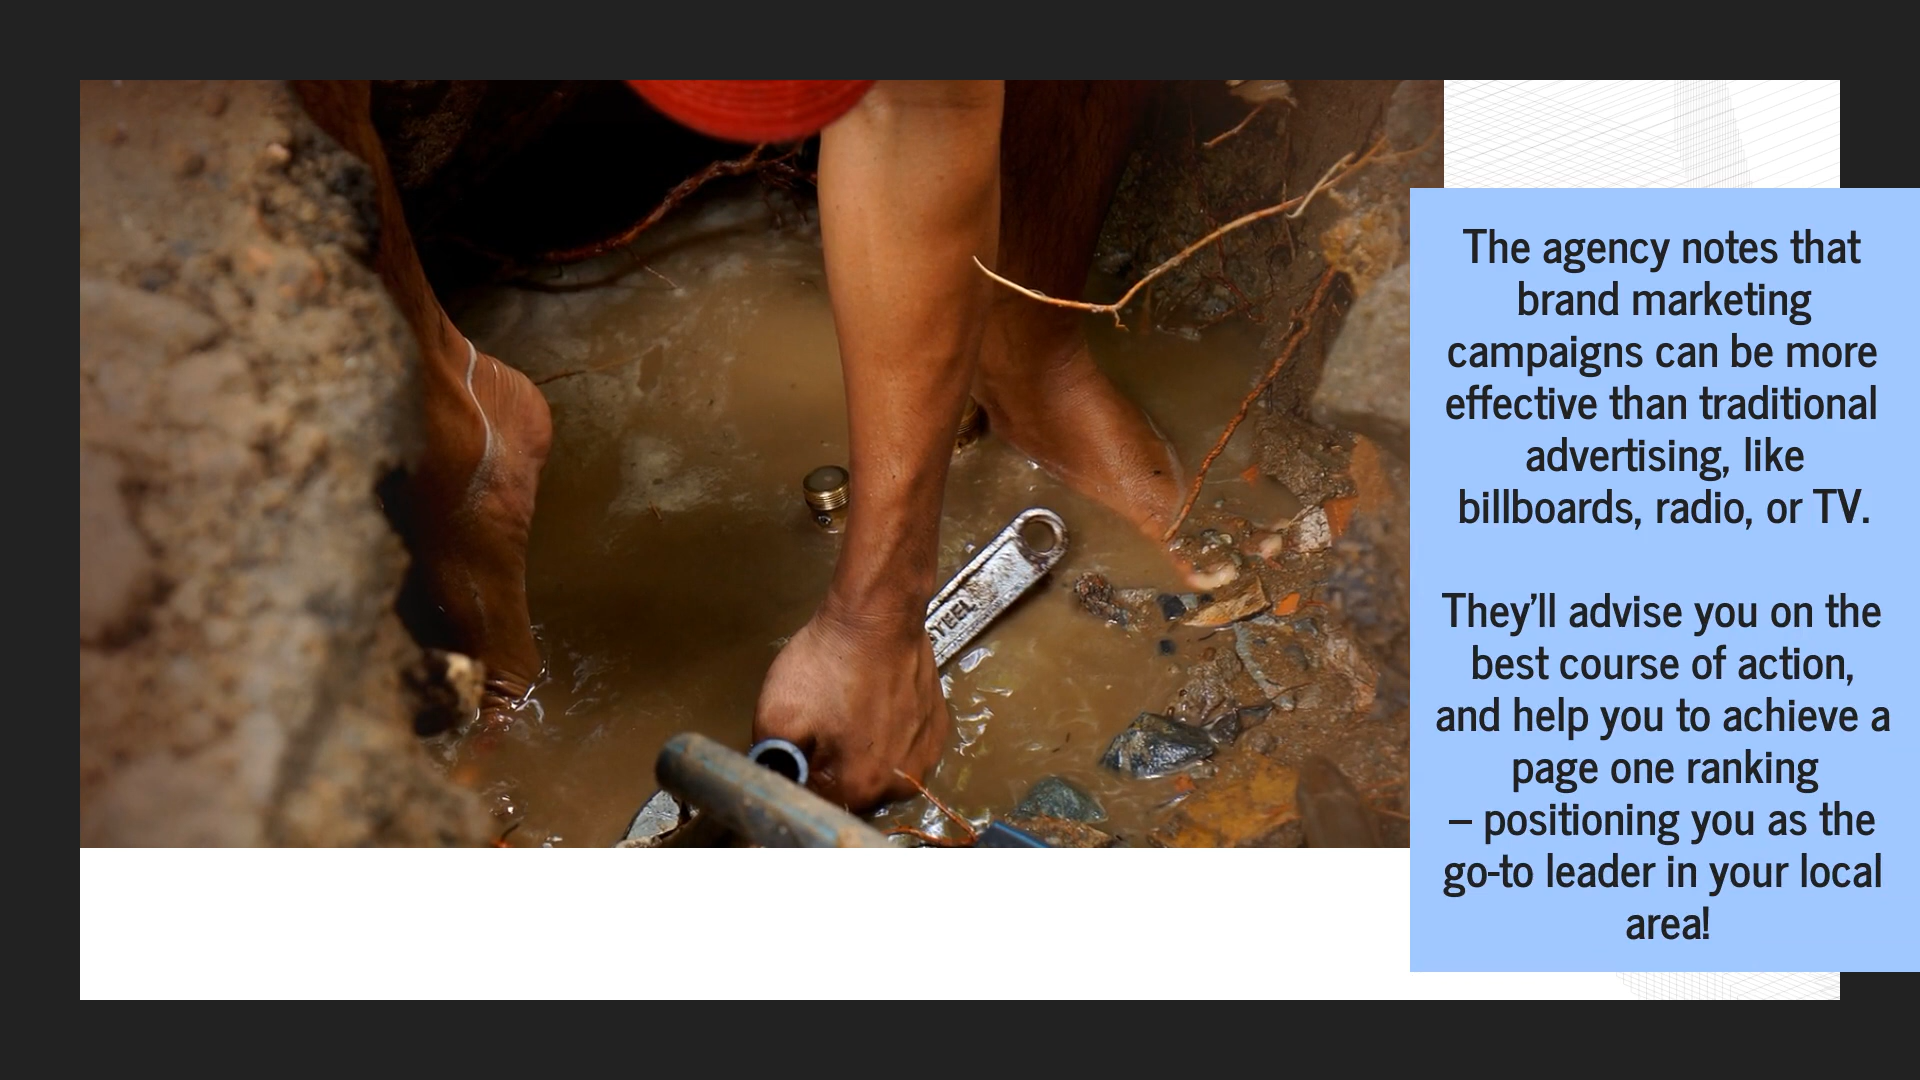 The agency notes that
brand marketing
campaigns can be more
effective than traditional
advertising, like
billboards, radio, or TV.
They’ll advise you on the
best course of action,
and help you to achieve a
page one ranking
– positioning you as the
go-to leader in your local
area!